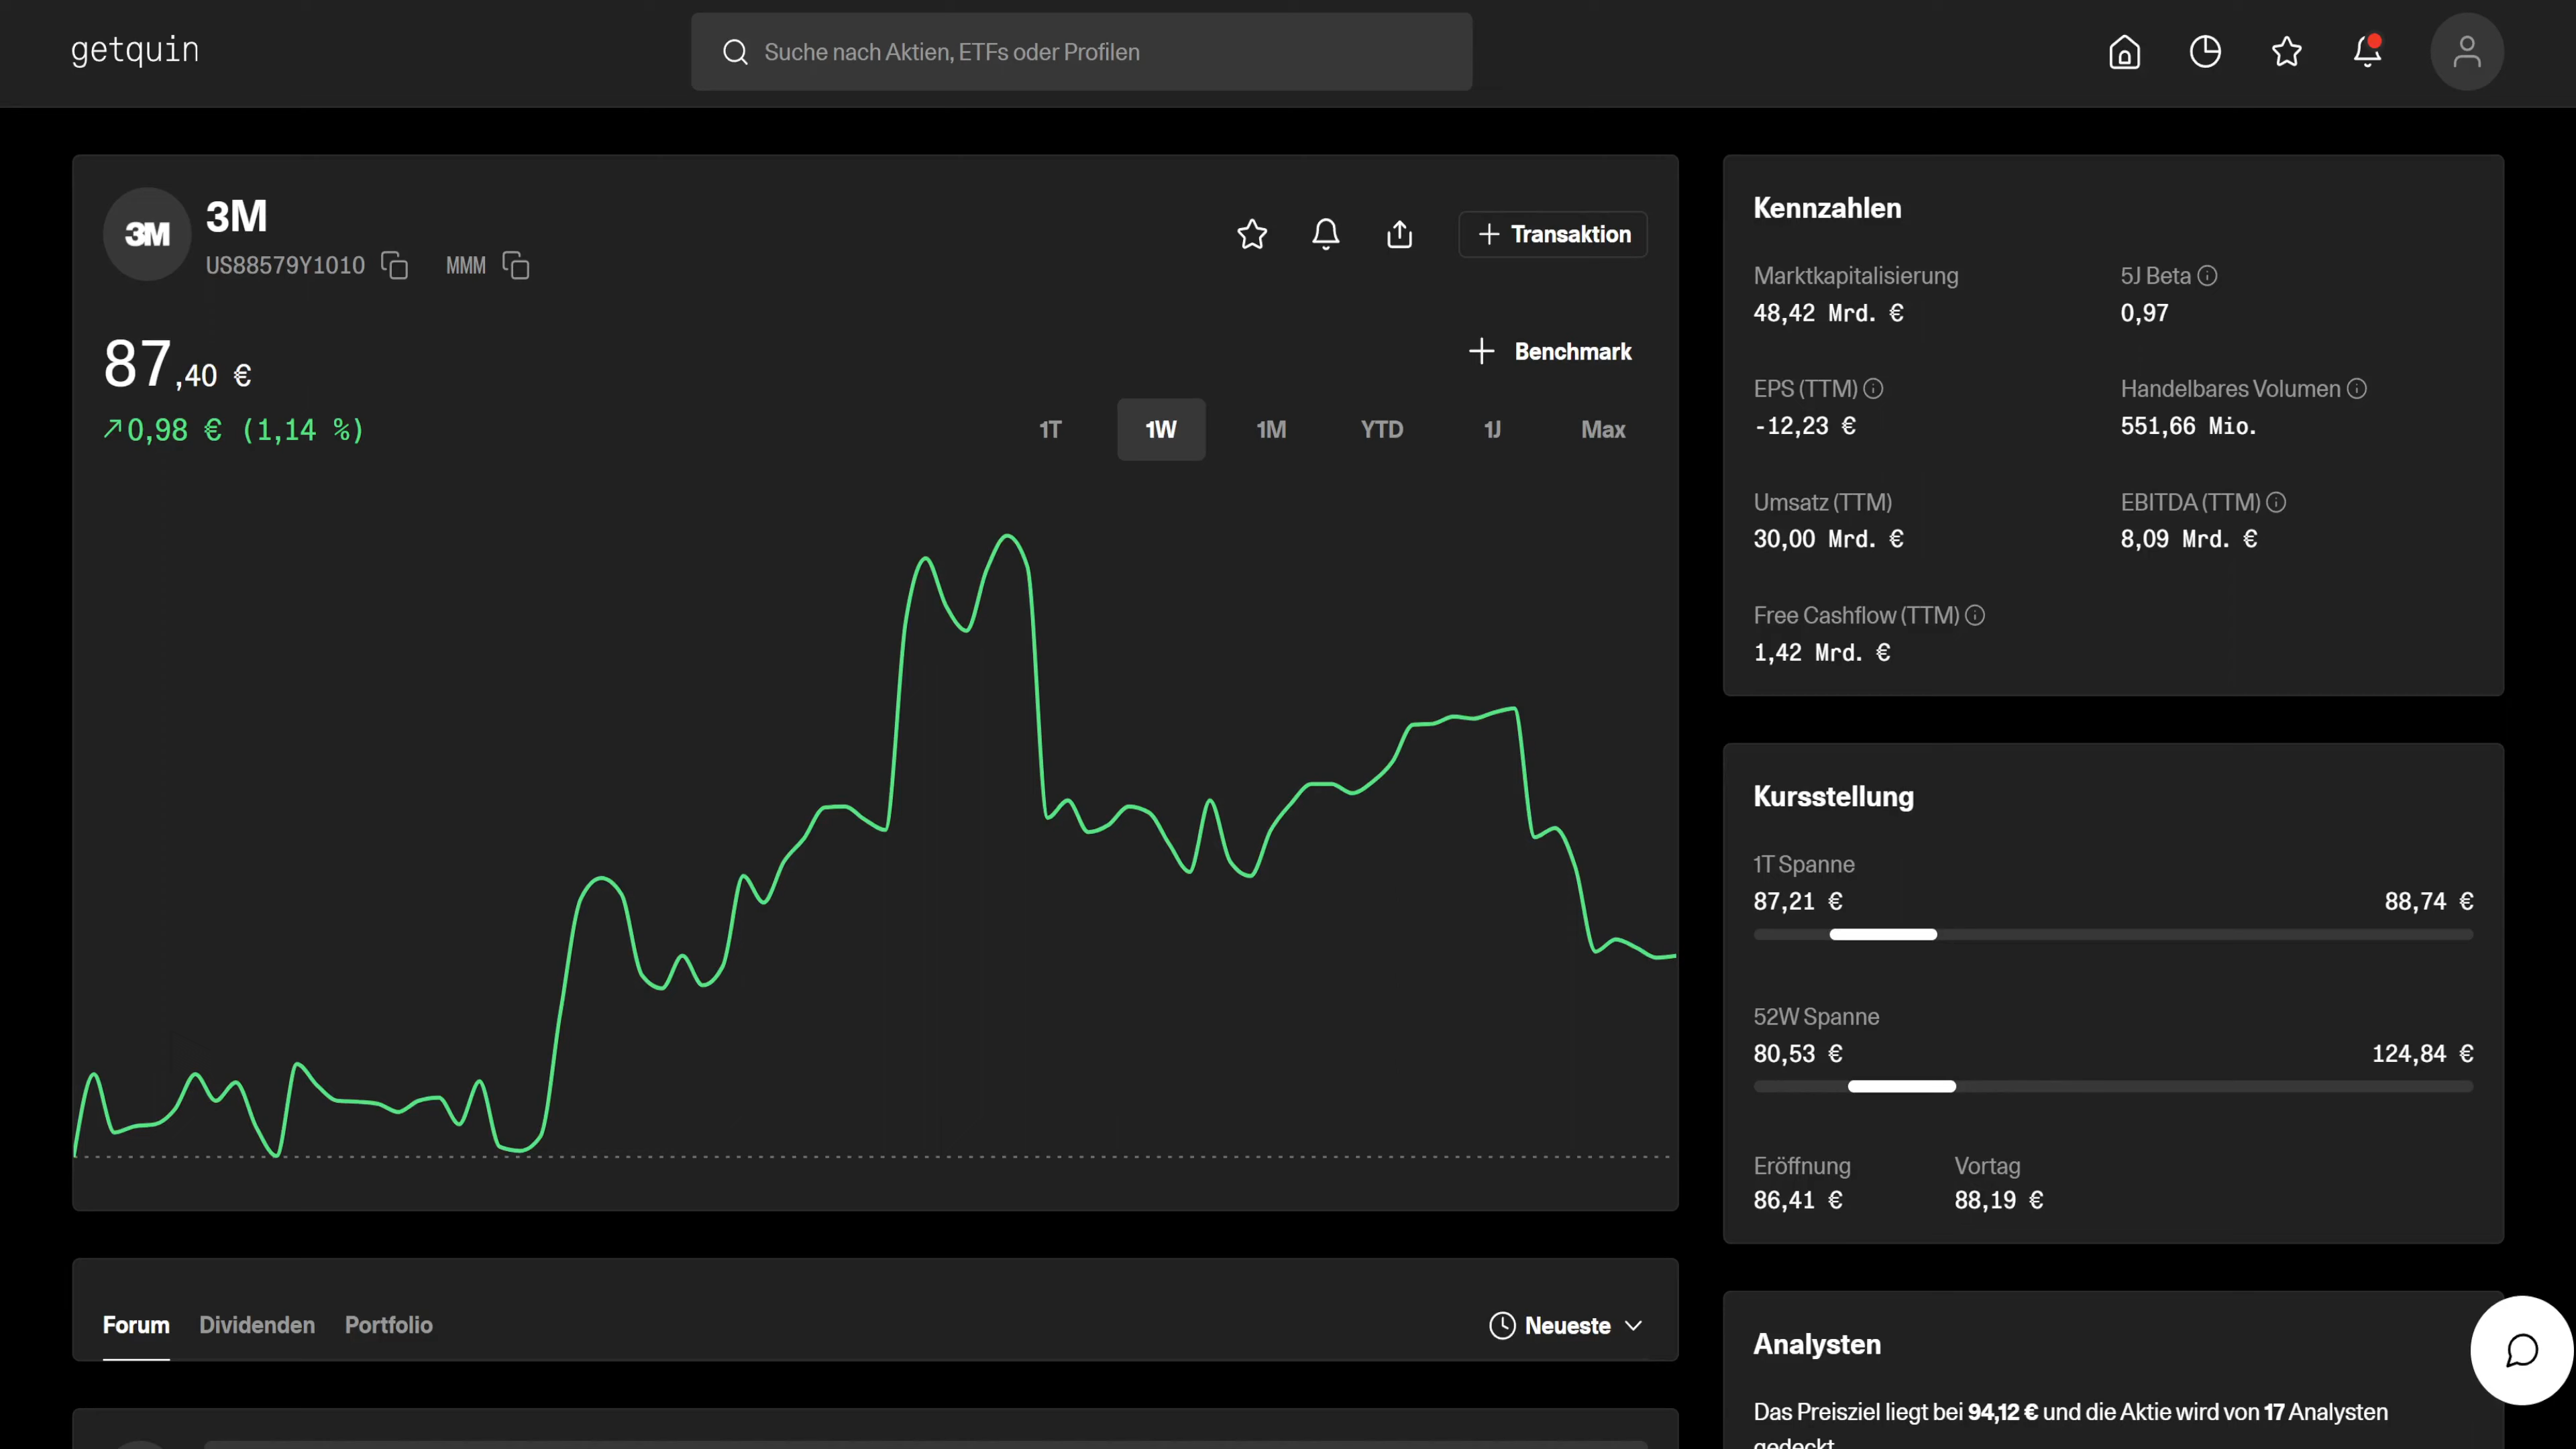 getquin
Suche nach Aktien, ETFs oder Profilen
3M
3M
US88579Y1010
MMM
Transaktion
87,40 €
Benchmark
↗0,98 € (1,14 %)
1T
1W
1M
YTD
1J
Max
Forum
Dividenden
Portfolio
Neueste
Kennzahlen
Marktkapitalisierung
48,42 Mrd. €
5J Beta
0,97
EPS (TTM)
-12,23 €
Handelbares Volumen
551,66 Mio.
Umsatz (TTM)
30,00 Mrd. €
EBITDA (TTM)
8,09 Mrd. €
Free Cashflow (TTM)
1,42 Mrd. €
Kursstellung
1T Spanne
87,21 €
88,74 €
52W Spanne
80,53 €
124,84 €
Eröffnung
86,41 €
Vortag
88,19 €
Analysten
Das Preisziel liegt bei 94,12 € und die Aktie wird von 17 Analysten
gedeckt